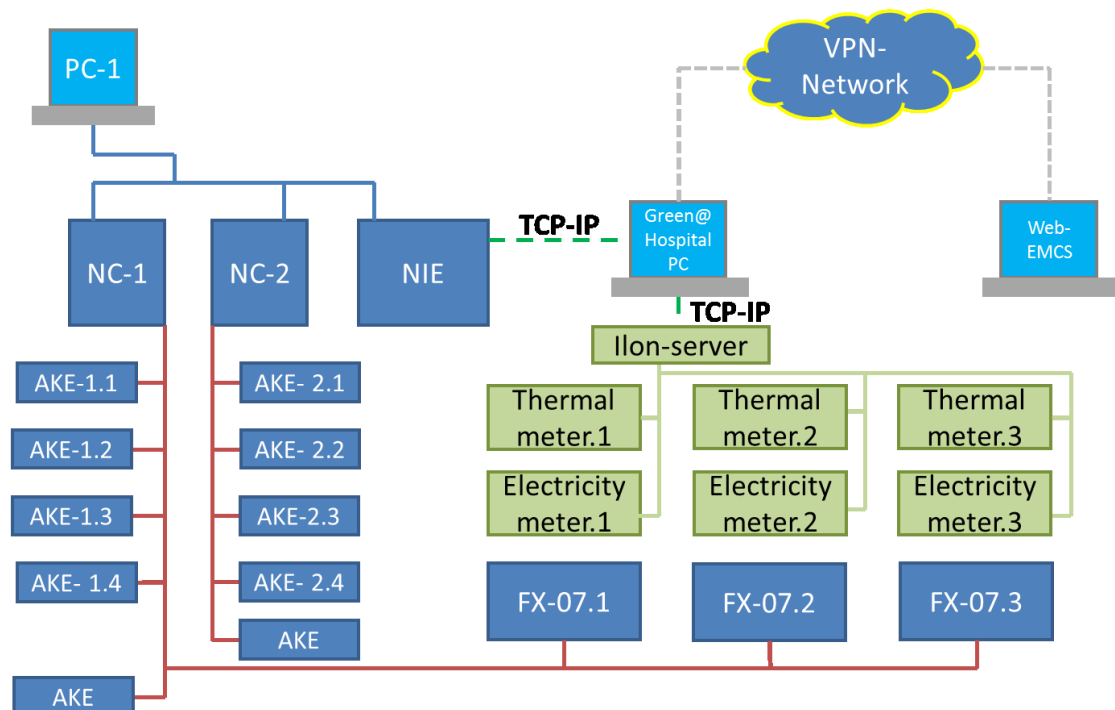 PC-1
VPN-
Network
NC-1
NC-2
NIE
TCP-IP
Green@
Hospital
PC
Web-
EMCS
TCP-IP
Ilon-server
AKE-1.1
AKE-1.2
AKE-1.3
AKE- 1.4
AKE
AKE- 2.1
AKE- 2.2
AKE-2.3
AKE- 2.4
AKE
Thermal
meter.1
Thermal
meter.2
Thermal
meter.3
Electricity
meter.1
Electricity
meter.2
Electricity
meter.3
FX-07.1
FX-07.2
FX-07.3